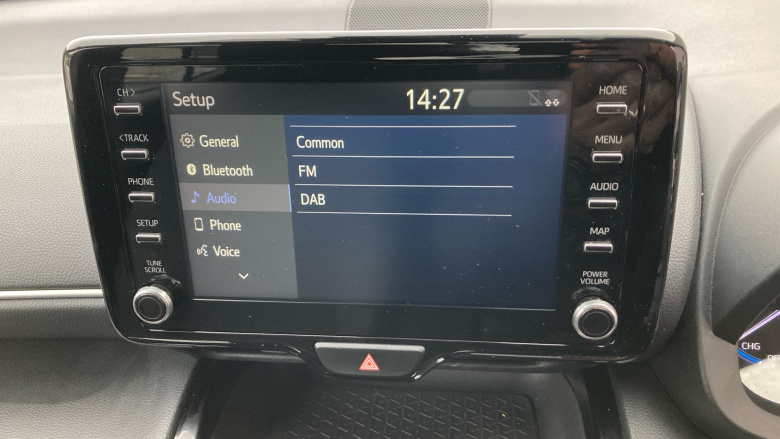 Setup 14:27
General
Bluetooth
Audio
Phone
Voice
Common
FM
DAB
CH >
< TRACK
PHONE
SETUP
TUNE
SCROLL
HOME
MENU
AUDIO
MAP
POWER
VOLUME
CHG